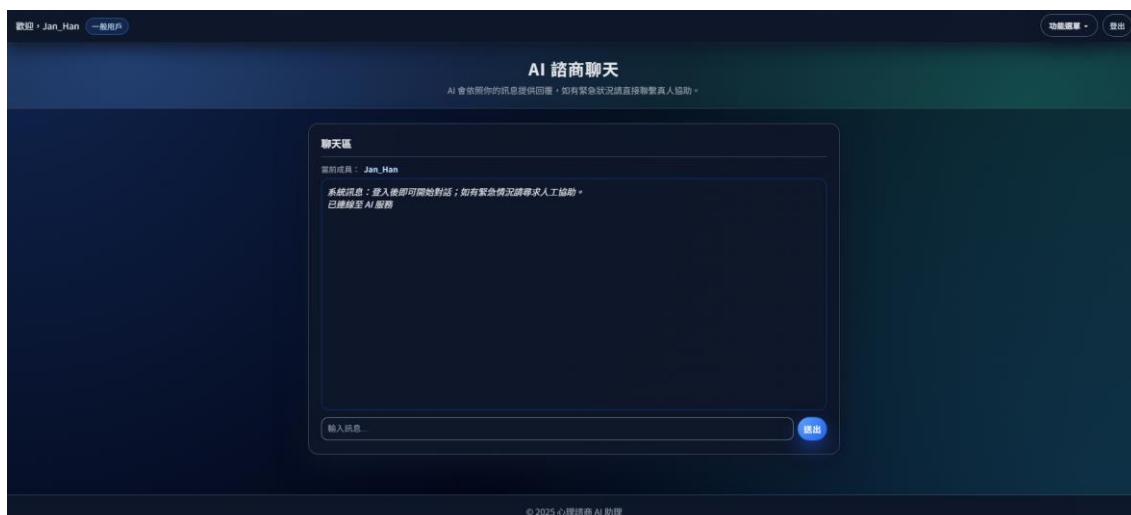 歡迎，Jan_Han 一般用戶 功能選單 登出
AI 諮商聊天
AI 會依照你的訊息提供回覆，如有緊急狀況請直接聯繫真人協助。
聊天區
當前成員： Jan_Han
系統訊息：登入後即可開始對話；如有緊急情況請尋求人工協助。
已連線至 AI 服務
輸入訊息... 送出
© 2025 心理諮商 AI 助理